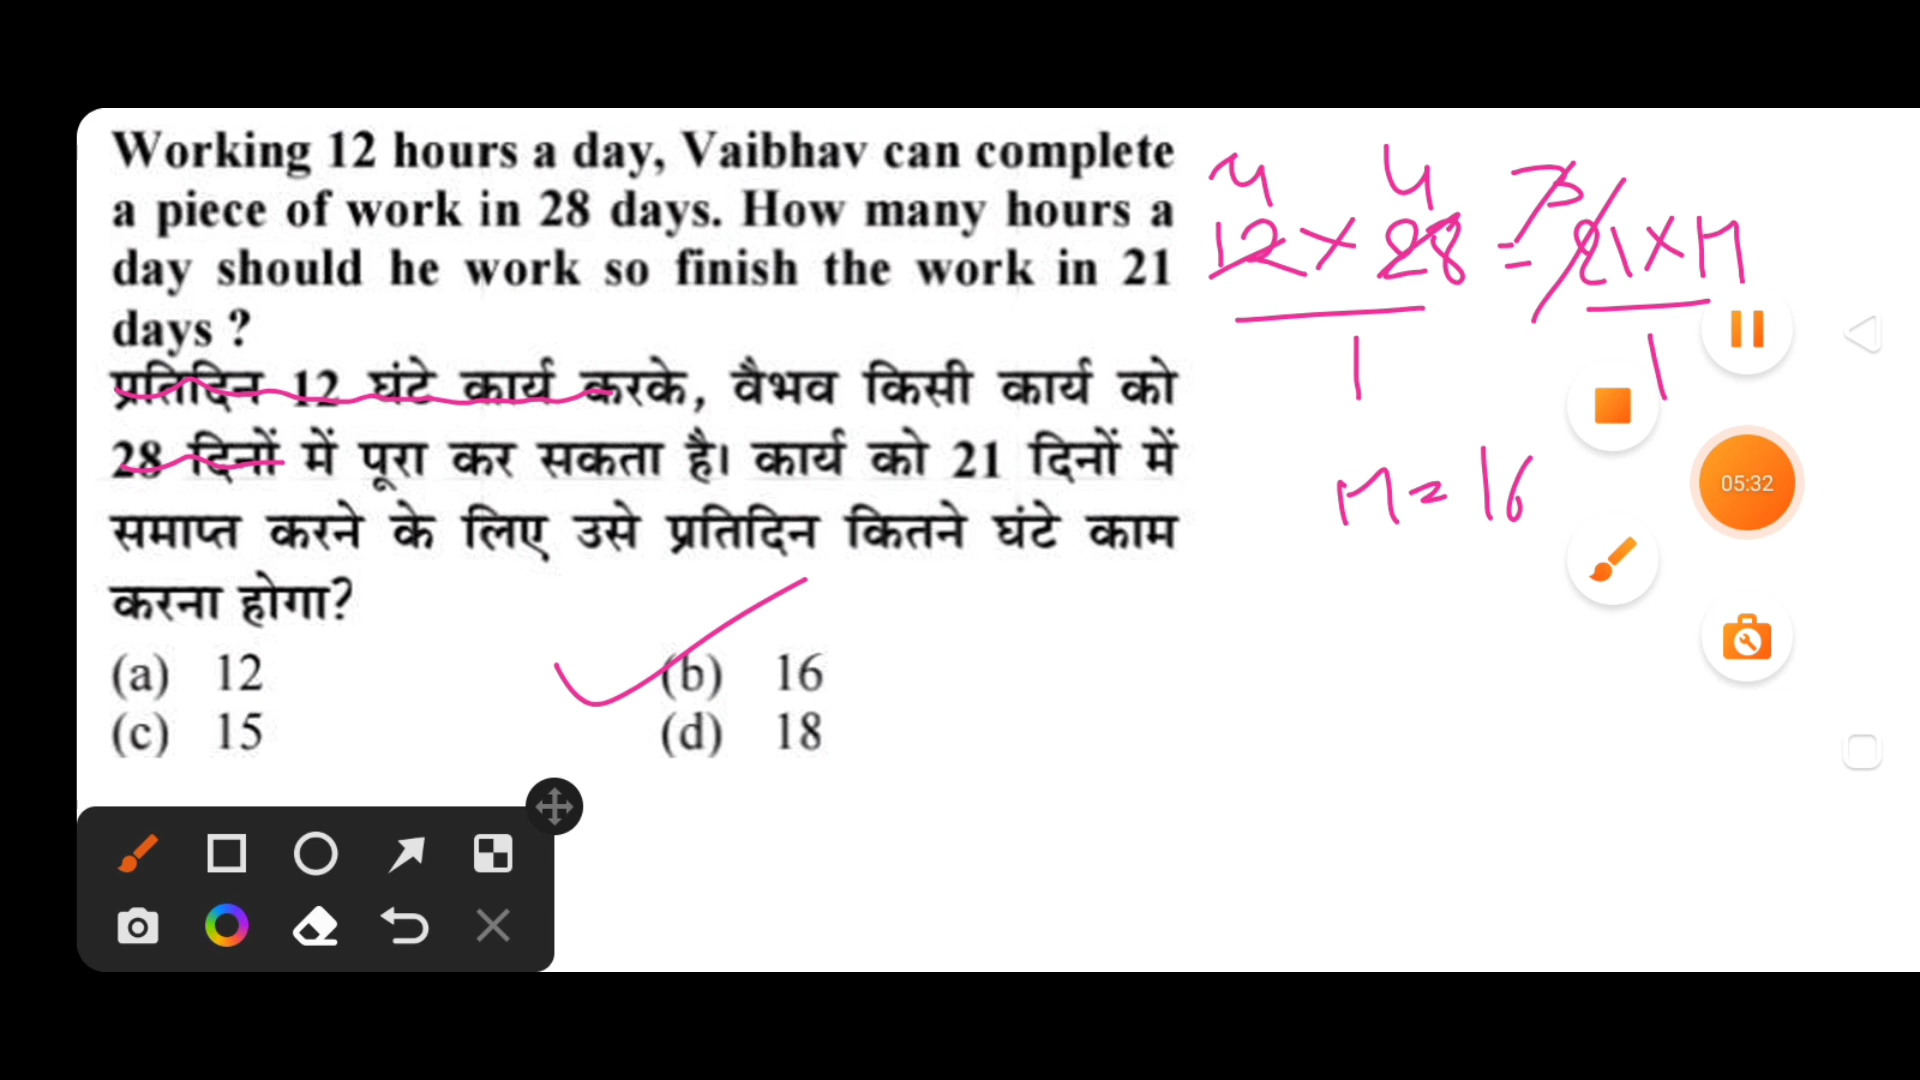 Working 12 hours a day, Vaibhav can complete
a piece of work in 28 days. How many hours a
day should he work so finish the work in 21
days ?
प्रतिदिन 12 घंटे कार्य करके, वैभव किसी कार्य को
28 दिनों में पूरा कर सकता है। कार्य को 21 दिनों में
समाप्त करने के लिए उसे प्रतिदिन कितने घंटे काम
करना होगा?
(a) 12 (b) 16
(c) 15 (d) 18
4 4 3
12 × 28 = 21 × H
1 1
H = 16
05:32